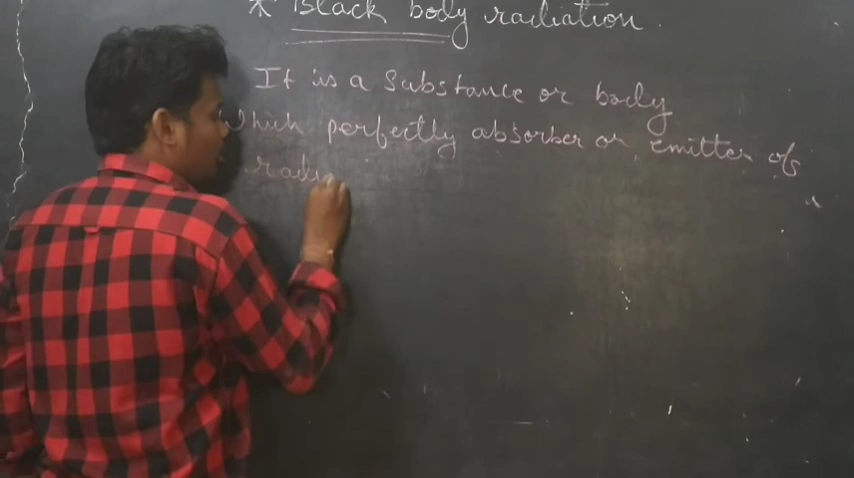 * Black body radiation.
It is a substance or body
which perfectly absorber or emitter of
radi